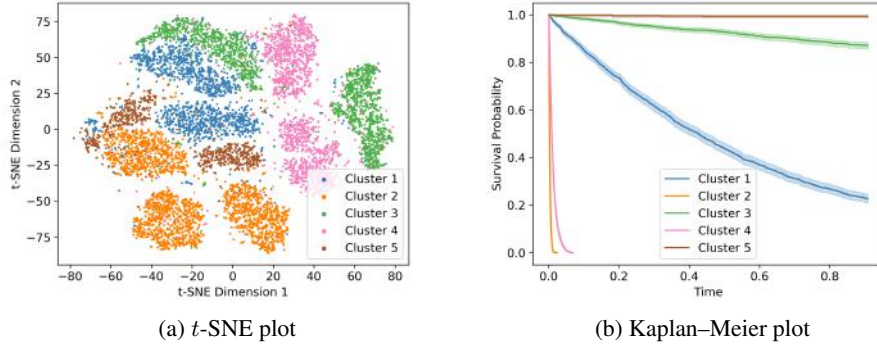 75
50
25
0
−25
−50
−75
t-SNE Dimension 2
−80
−60
−40
−20
0
20
40
60
80
t-SNE Dimension 1
Cluster 1
Cluster 2
Cluster 3
Cluster 4
Cluster 5
(a) t-SNE plot
1.0
0.8
0.6
0.4
0.2
0.0
Survival Probability
0.0
0.2
0.4
0.6
0.8
Time
Cluster 1
Cluster 2
Cluster 3
Cluster 4
Cluster 5
(b) Kaplan–Meier plot